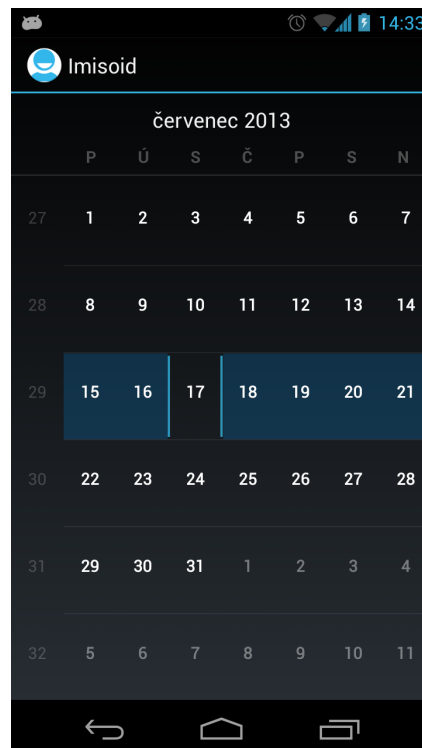 14:33
Imisoid
červenec 2013
P Ú S Č P S N
27 1 2 3 4 5 6 7
28 8 9 10 11 12 13 14
29 15 16 17 18 19 20 21
30 22 23 24 25 26 27 28
31 29 30 31 1 2 3 4
32 5 6 7 8 9 10 11